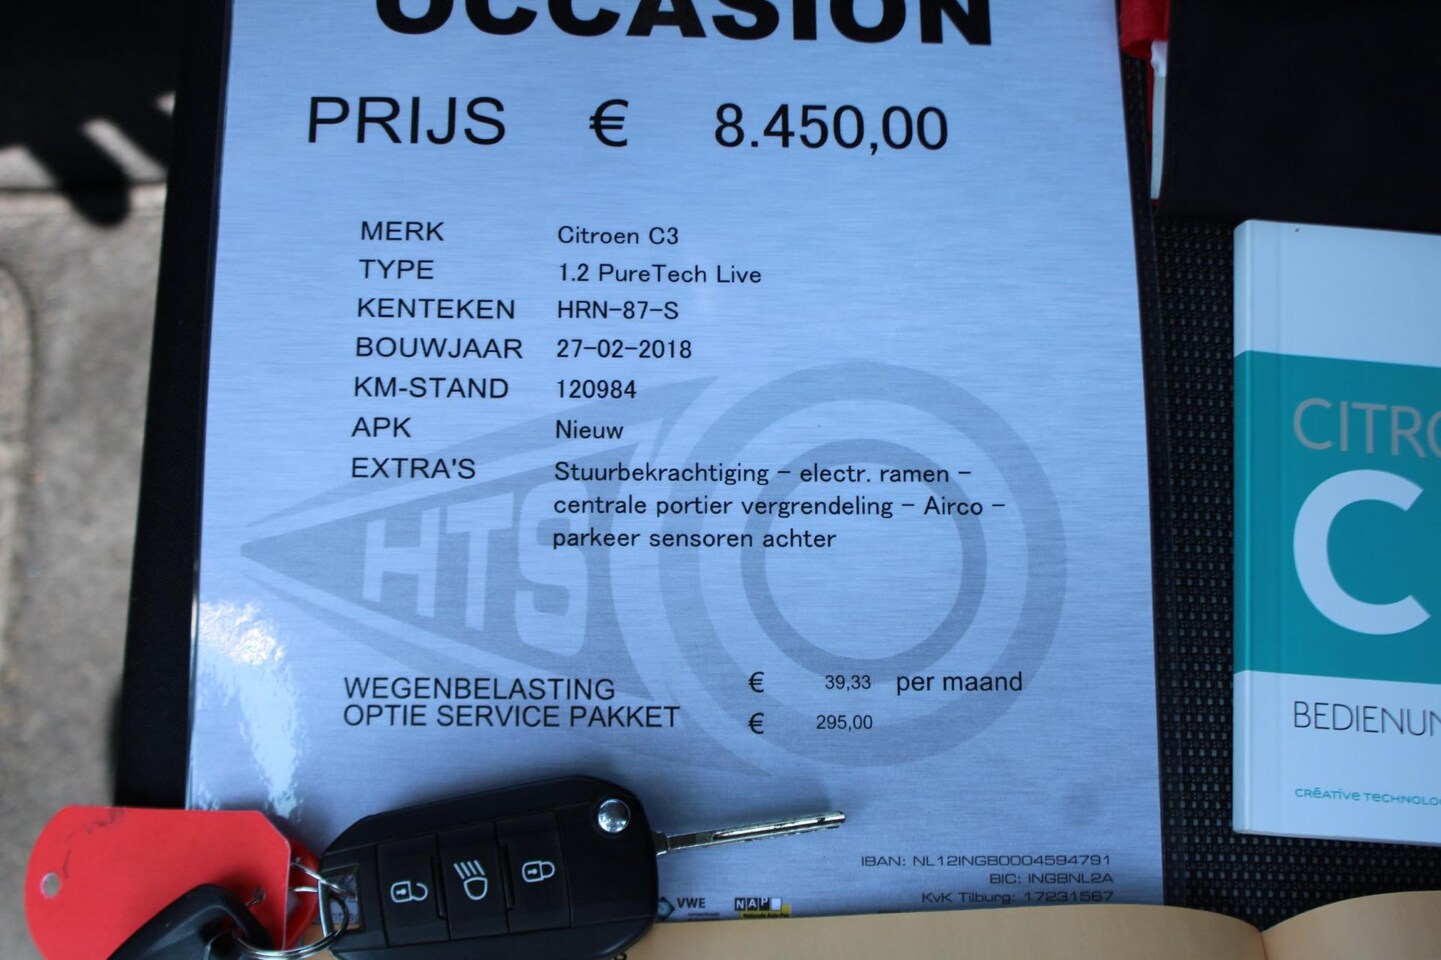 OCCASION
PRIJS € 8.450,00
MERK Citroen C3
TYPE 1.2 PureTech Live
KENTEKEN HRN-87-S
BOUWJAAR 27-02-2018
KM-STAND 120984
APK Nieuw
EXTRA'S Stuurbekrachtiging - electr. ramen -
centrale portier vergrendeling - Airco -
parkeer sensoren achter
HTS
WEGENBELASTING € 39,33 per maand
OPTIE SERVICE PAKKET € 295,00
IBAN: NL12INGB0004594791
BIC: INGBNL2A
KvK Tilburg: 17231567
VWE
NAP
CITRO
C
BEDIENUN
CRÉATIVE TECHNOLO